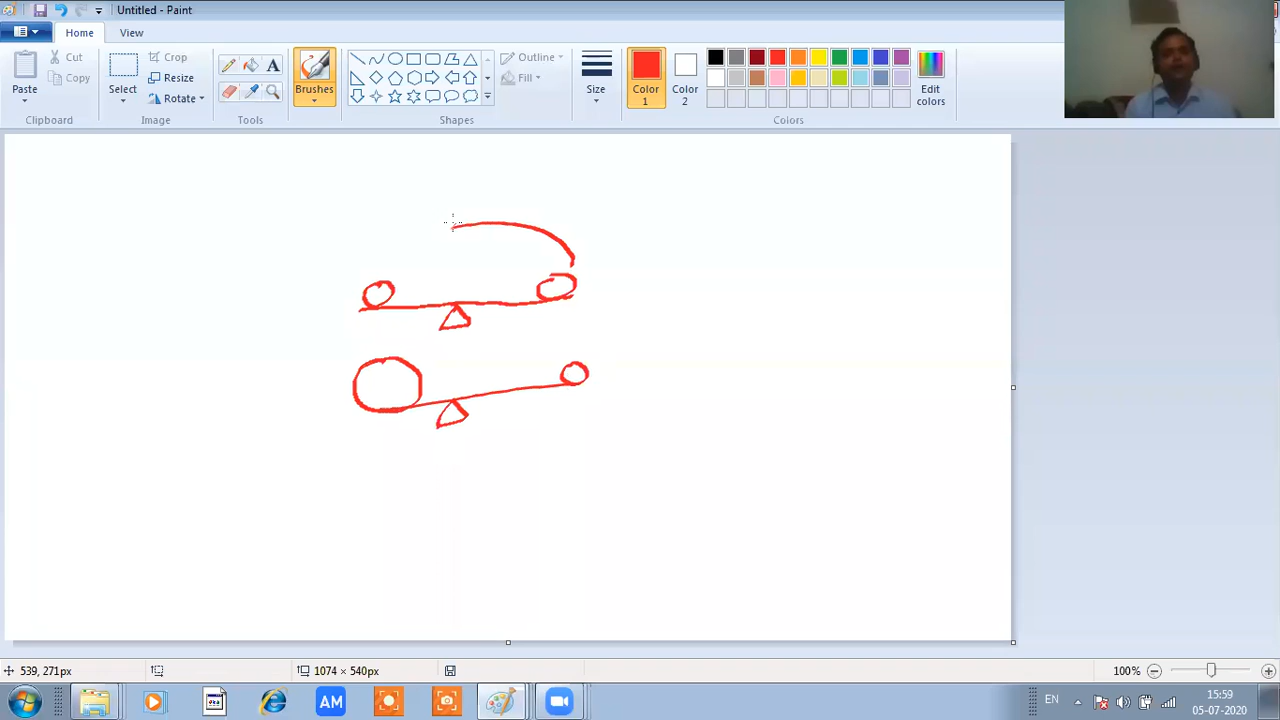 Untitled - Paint
Home
View
Paste
Cut
Copy
Clipboard
Select
Crop
Resize
Rotate
Image
Tools
Brushes
Shapes
Outline
Fill
Size
Color 1
Color 2
Edit colors
Colors
539, 271px
1074 × 540px
100%
AM
EN
15:59
05-07-2020